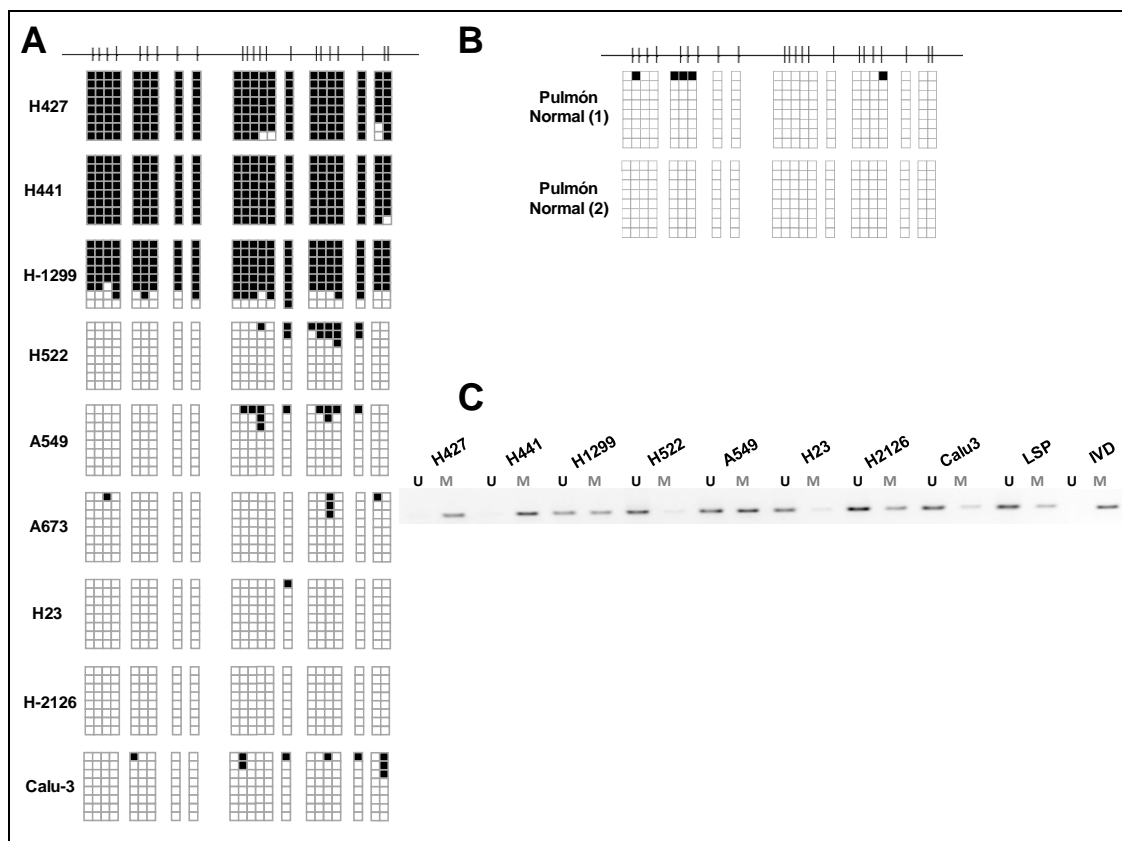 A
H427
H441
H-1299
H522
A549
A673
H23
H-2126
Calu-3
B
Pulmón
Normal (1)
Pulmón
Normal (2)
C
H427 H441 H1299 H522 A549 H23 H2126 Calu3 LSP IVD
U M U M U M U M U M U M U M U M U M U M